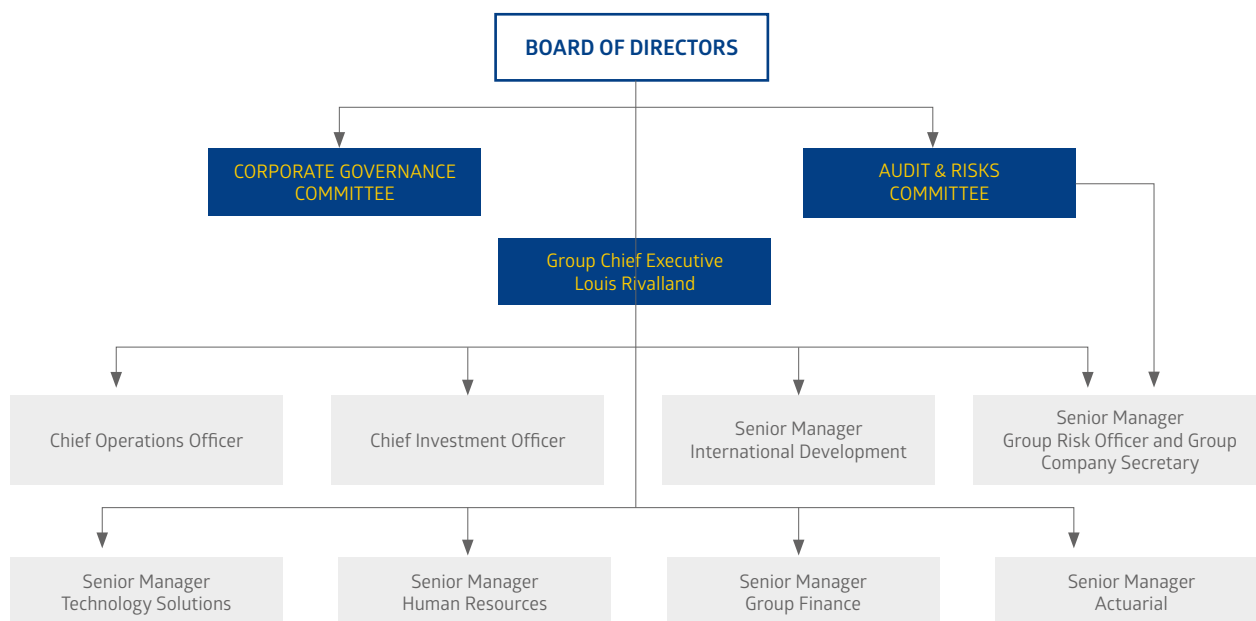 BOARD OF DIRECTORS
CORPORATE GOVERNANCE
COMMITTEE
AUDIT & RISKS
COMMITTEE
Group Chief Executive
Louis Rivalland
Chief Operations Officer
Chief Investment Officer
Senior Manager
International Development
Senior Manager
Group Risk Officer and Group
Company Secretary
Senior Manager
Technology Solutions
Senior Manager
Human Resources
Senior Manager
Group Finance
Senior Manager
Actuarial